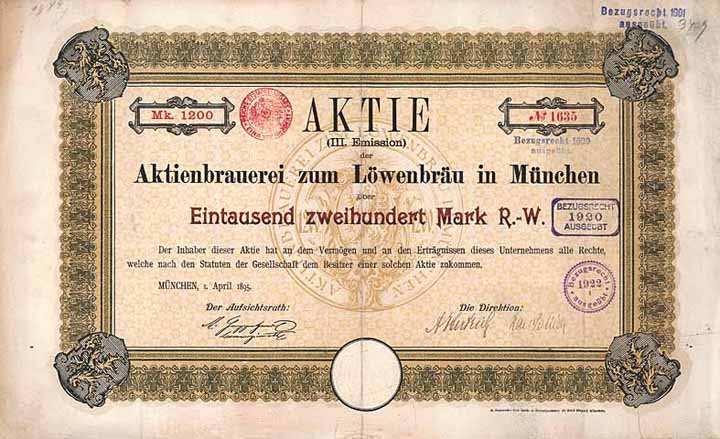 Bezugsrecht 1901
ausgeübt.
Mk. 1200
AKTIE
№ 1635
(III. Emission)
Bezugsrecht 1900
ausgeübt.
der
Aktienbrauerei zum Löwenbräu in München
über
Eintausend zweihundert Mark R.-W.
BEZUGSRECHT
1920
AUSGEÜBT
Der Inhaber dieser Aktie hat an dem Vermögen und an den Erträgnissen dieses Unternehmens alle Rechte,
welche nach den Statuten der Gesellschaft dem Besitzer einer solchen Aktie zukommen.
MÜNCHEN, 1. April 1895.
Bezugsrecht
1922
ausgeübt
Der Aufsichtsrath:
Die Direktion: